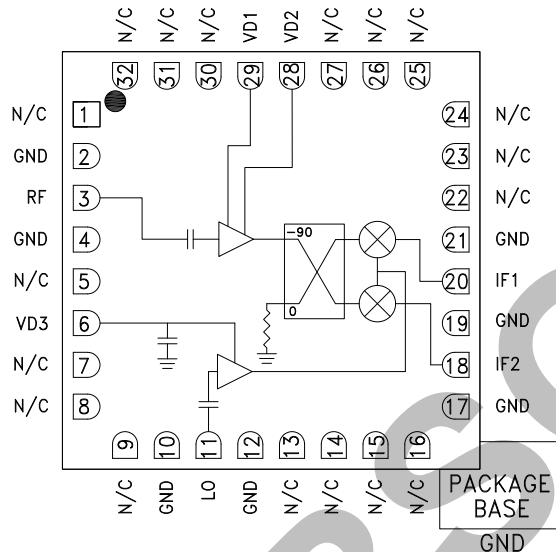 N/C N/C N/C VD1 VD2 N/C N/C N/C
32 31 30 29 28 27 26 25
N/C 1
GND 2
RF 3
GND 4
N/C 5
VD3 6
N/C 7
N/C 8
24 N/C
23 N/C
22 N/C
21 GND
20 IF1
19 GND
18 IF2
17 GND
-90
0
9 10 11 12 13 14 15 16
N/C GND LO GND N/C N/C N/C N/C
PACKAGE
BASE
GND